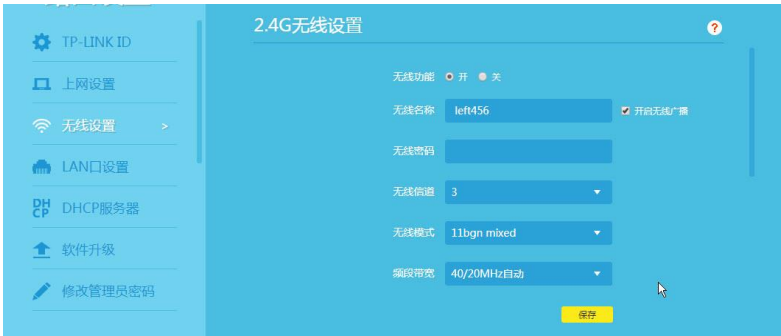 TP-LINK ID
上网设置
无线设置 >
LAN口设置
DHCP DHCP服务器
软件升级
修改管理员密码
2.4G无线设置 ?
无线功能 开 关
无线名称 left456 开启无线广播
无线密码
无线信道 3
无线模式 11bgn mixed
频段带宽 40/20MHz自动
保存